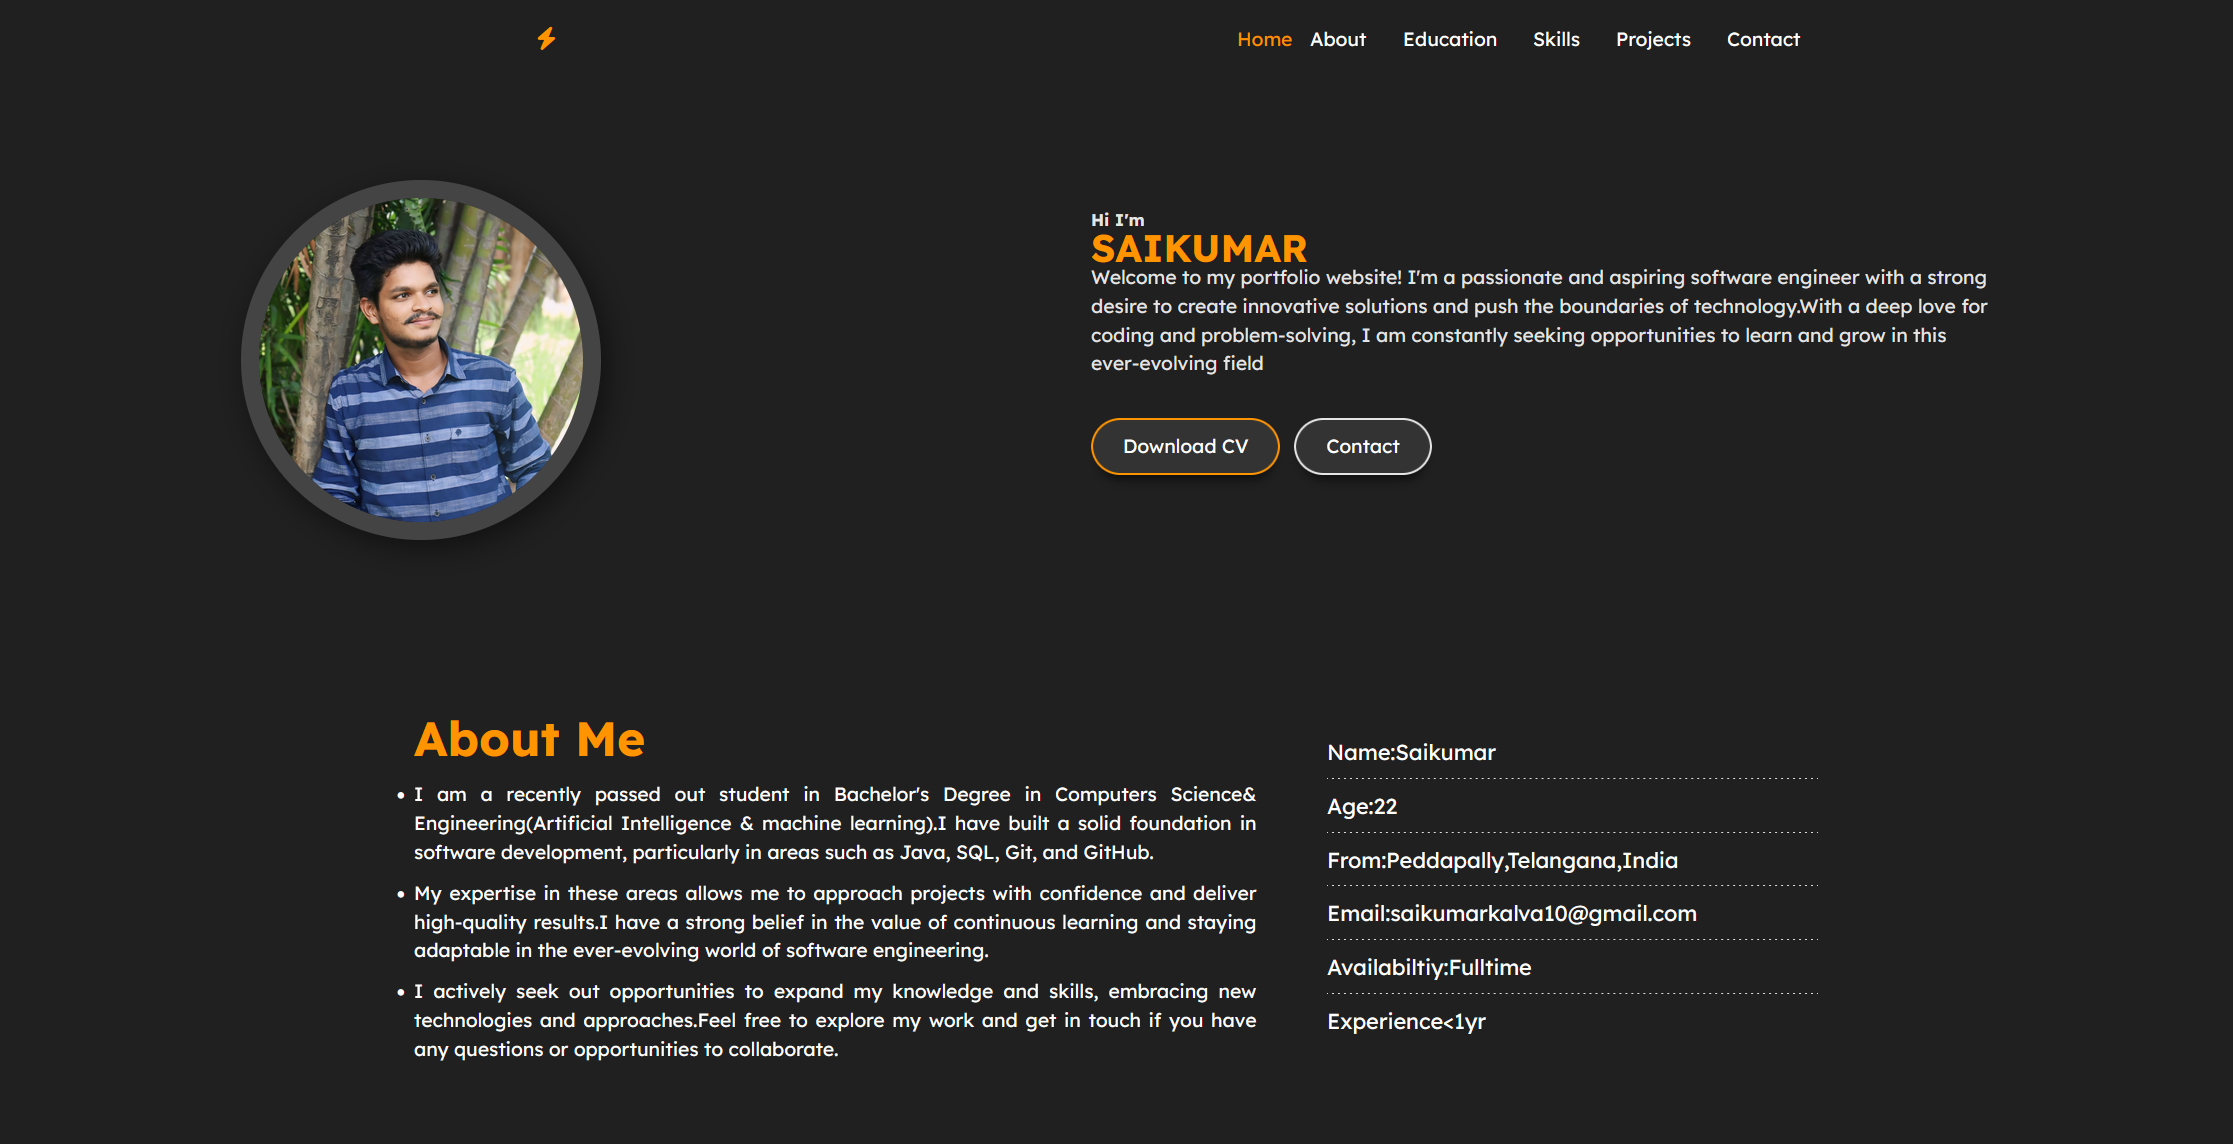 Home About Education Skills Projects Contact
Hi I'm
SAIKUMAR
Welcome to my portfolio website! I'm a passionate and aspiring software engineer with a strong
desire to create innovative solutions and push the boundaries of technology.With a deep love for
coding and problem-solving, I am constantly seeking opportunities to learn and grow in this
ever-evolving field
Download CV
Contact
About Me
I am a recently passed out student in Bachelor's Degree in Computers Science&
Engineering(Artificial Intelligence & machine learning).I have built a solid foundation in
software development, particularly in areas such as Java, SQL, Git, and GitHub.
My expertise in these areas allows me to approach projects with confidence and deliver
high-quality results.I have a strong belief in the value of continuous learning and staying
adaptable in the ever-evolving world of software engineering.
I actively seek out opportunities to expand my knowledge and skills, embracing new
technologies and approaches.Feel free to explore my work and get in touch if you have
any questions or opportunities to collaborate.
Name:Saikumar
Age:22
From:Peddapally,Telangana,India
Email:saikumarkalva10@gmail.com
Availabiltiy:Fulltime
Experience<1yr